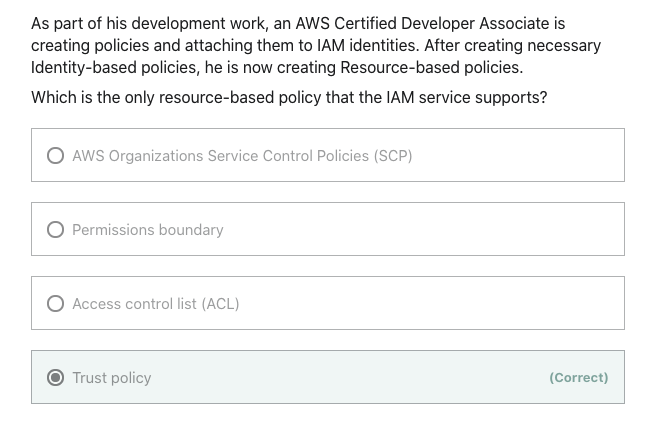 As part of his development work, an AWS Certified Developer Associate is
creating policies and attaching them to IAM identities. After creating necessary
Identity-based policies, he is now creating Resource-based policies.
Which is the only resource-based policy that the IAM service supports?
AWS Organizations Service Control Policies (SCP)
Permissions boundary
Access control list (ACL)
Trust policy (Correct)